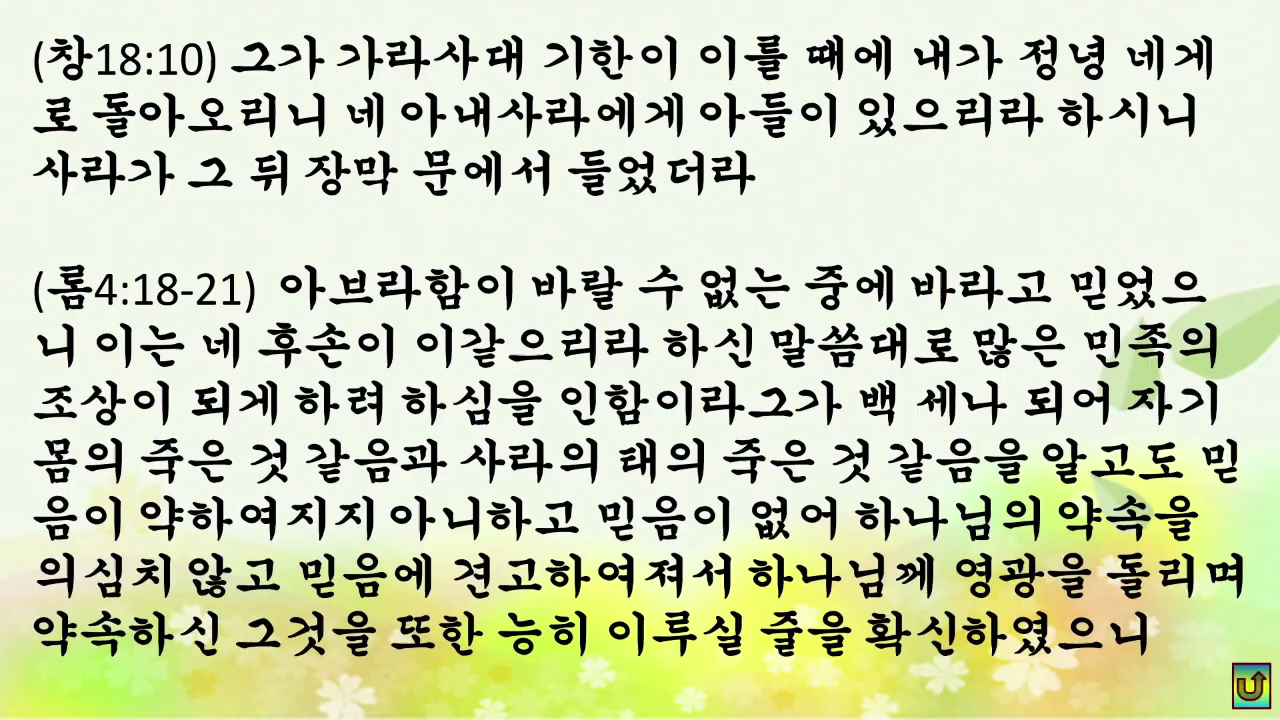 (창18:10) 그가 가라사대 기한이 이를 때에 내가 정녕 네게
로 돌아오리니 네 아내사라에게 아들이 있으리라 하시니
사라가 그 뒤 장막 문에서 들었더라
(롬4:18-21) 아브라함이 바랄 수 없는 중에 바라고 믿었으
니 이는 네 후손이 이같으리라 하신 말씀대로 많은 민족의
조상이 되게 하려 하심을 인함이라그가 백 세나 되어 자기
몸의 죽은 것 같음과 사라의 태의 죽은 것 같음을 알고도 믿
음이 약하여지지 아니하고 믿음이 없어 하나님의 약속을
의심치 않고 믿음에 견고하여져서 하나님께 영광을 돌리며
약속하신 그것을 또한 능히 이루실 줄을 확신하였으니